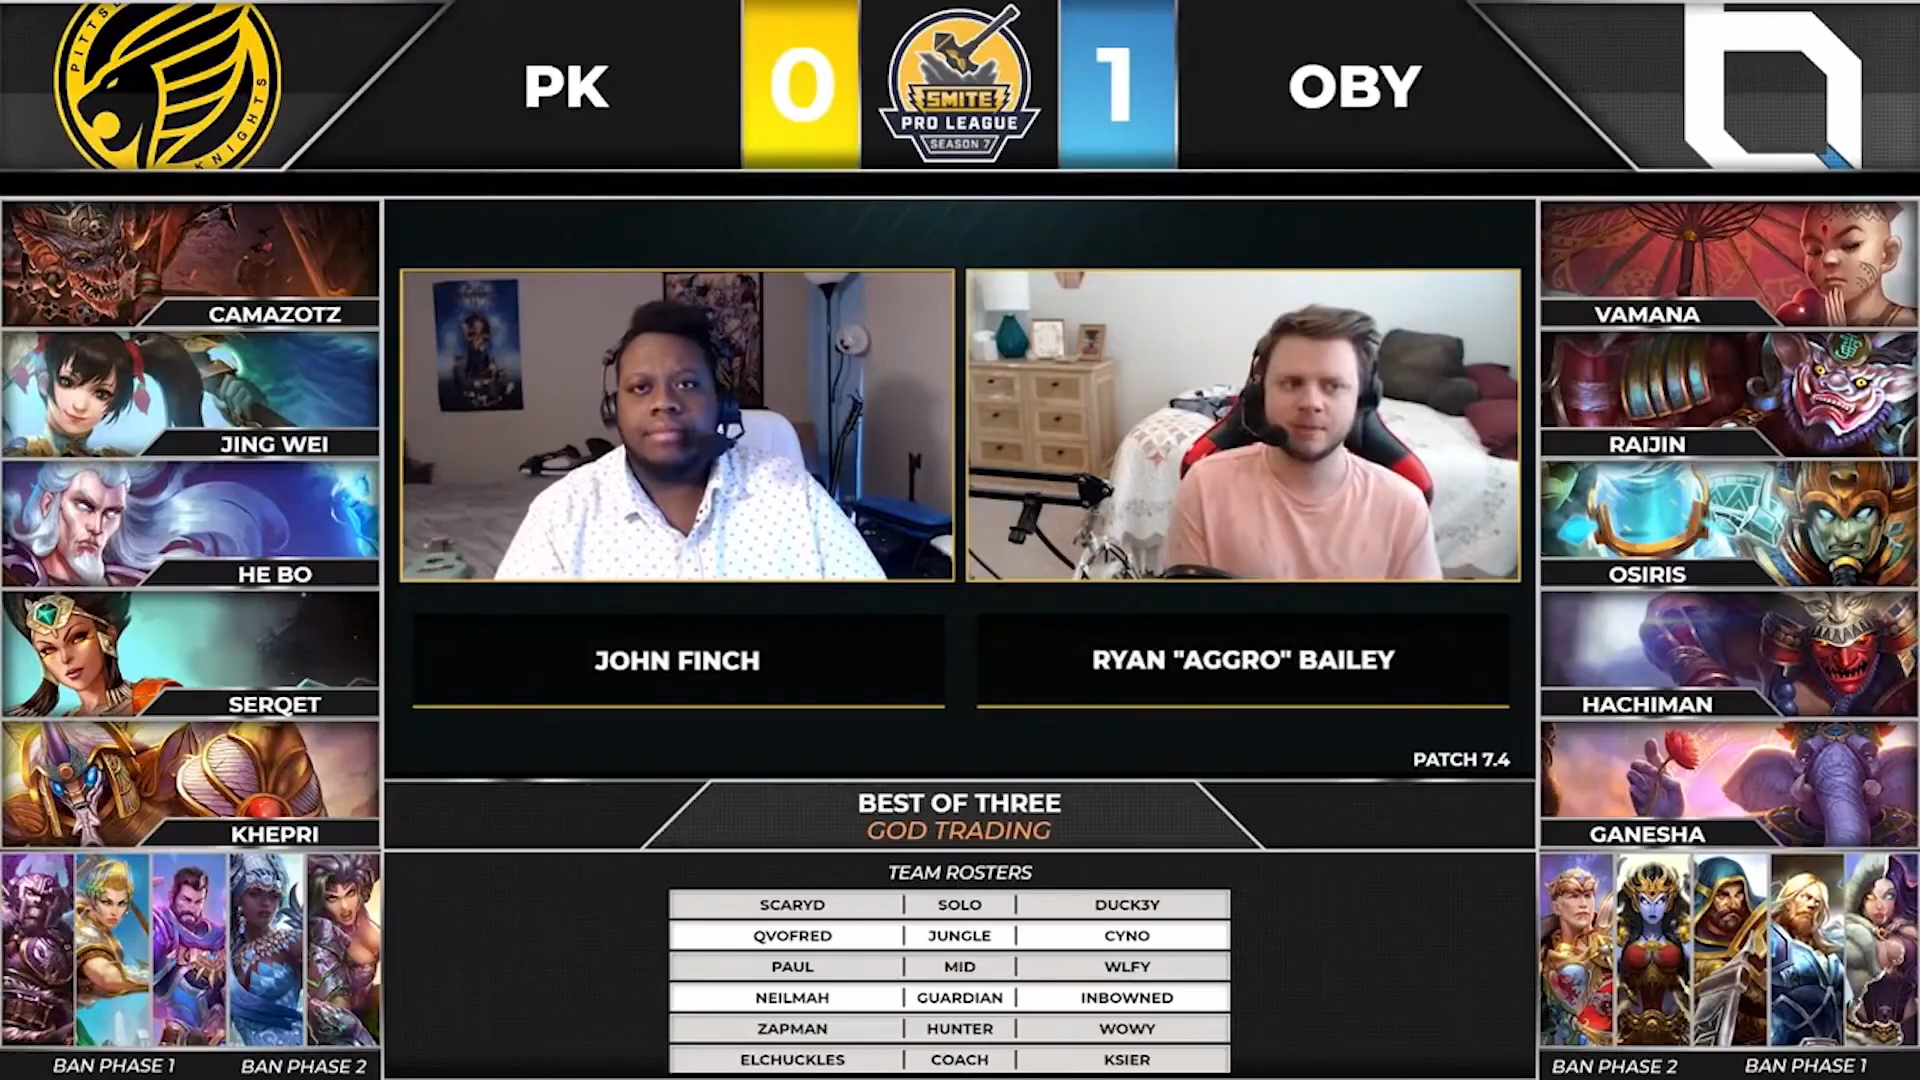 PITTSB
KNIGHTS
PK
0
SMITE
PRO LEAGUE
SEASON 7
1
OBY
CAMAZOTZ
JING WEI
HE BO
SERQET
KHEPRI
VAMANA
RAIJIN
OSIRIS
HACHIMAN
GANESHA
JOHN FINCH
RYAN "AGGRO" BAILEY
PATCH 7.4
BEST OF THREE
GOD TRADING
TEAM ROSTERS
SCARYD | SOLO | DUCK3Y
QVOFRED | JUNGLE | CYNO
PAUL | MID | WLFY
NEILMAH | GUARDIAN | INBOWNED
ZAPMAN | HUNTER | WOWY
ELCHUCKLES | COACH | KSIER
BAN PHASE 1 BAN PHASE 2
BAN PHASE 2 BAN PHASE 1